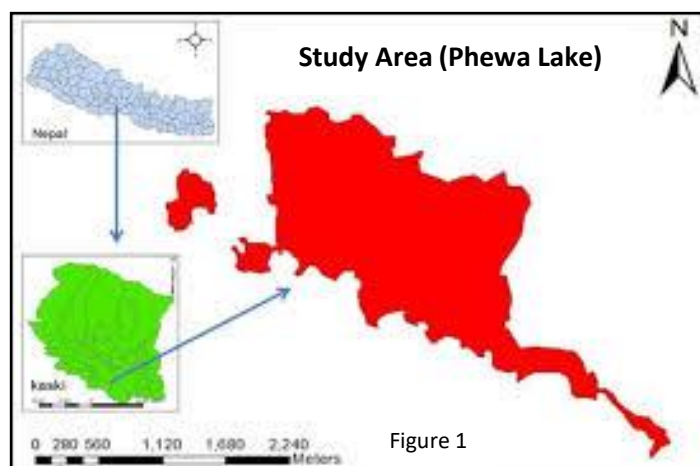 N
Study Area (Phewa Lake)
Nepal
kaski
0 280 560 1,120 1,680 2,240
Meters
Figure 1